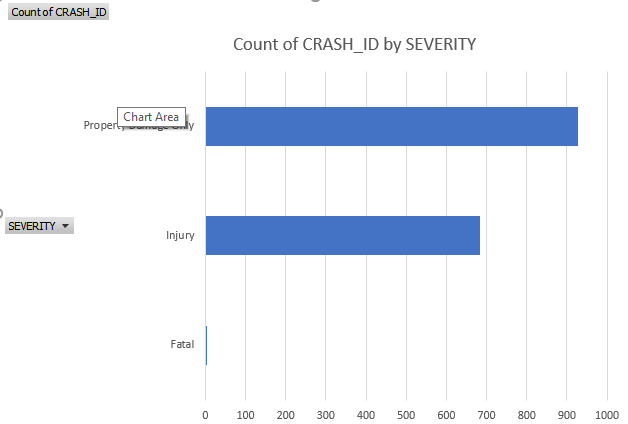 Count of CRASH_ID
Count of CRASH_ID by SEVERITY
Chart Area
Injury
SEVERITY
Fatal
0 100 200 300 400 500 600 700 800 900 1000